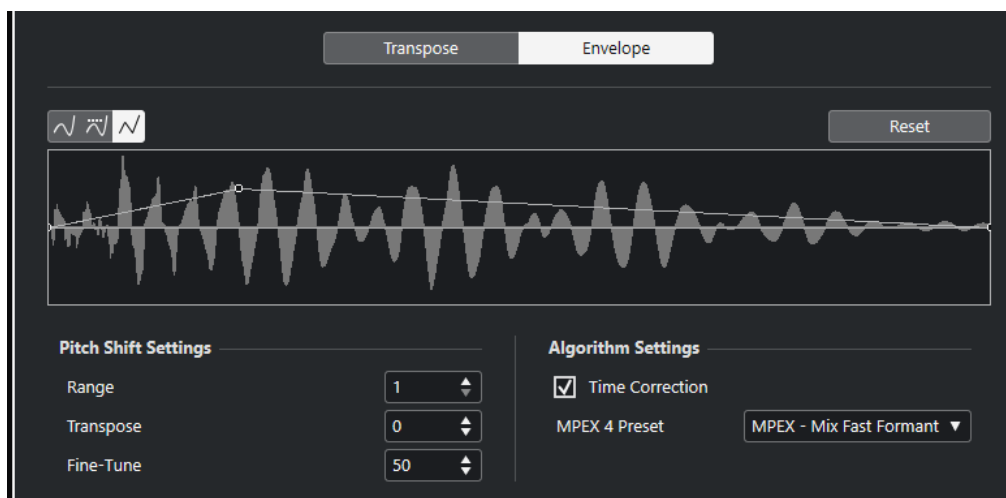 Transpose Envelope
Reset
Pitch Shift Settings
Range 1
Transpose 0
Fine-Tune 50
Algorithm Settings
Time Correction
MPEX 4 Preset MPEX - Mix Fast Formant